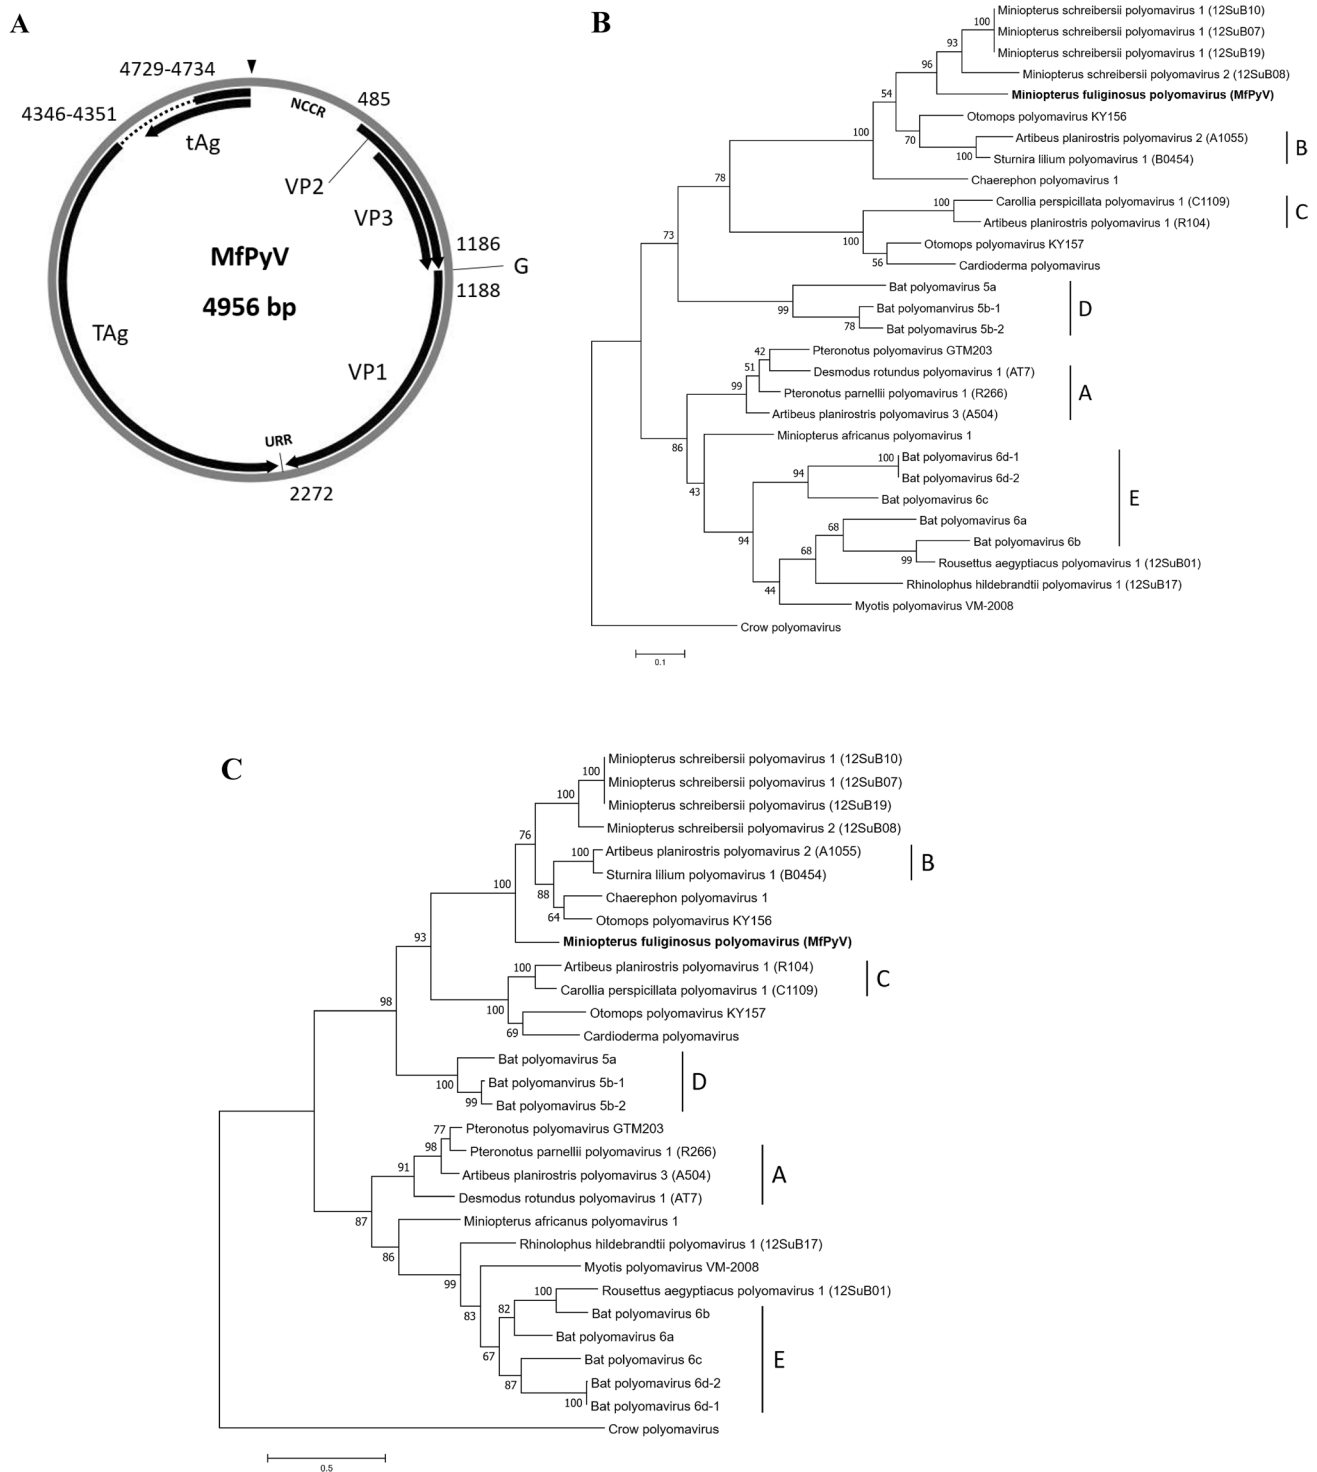 A
4729-4734
4346-4351
NCCR
485
tAg
VP2
VP3
1186
G
1188
MfPyV
4956 bp
TAg
VP1
URR
2272
B
Miniopterus schreibersii polyomavirus 1 (12SuB10)
100
Miniopterus schreibersii polyomavirus 1 (12SuB07)
93
Miniopterus schreibersii polyomavirus 1 (12SuB19)
96
Miniopterus schreibersii polyomavirus 2 (12SuB08)
54
Miniopterus fuliginosus polyomavirus (MfPyV)
Otomops polyomavirus KY156
100
70
Artibeus planirostris polyomavirus 2 (A1055)
B
100
Sturnira lilium polyomavirus 1 (B0454)
78
Chaerephon polyomavirus 1
100
Carollia perspicillata polyomavirus 1 (C1109)
C
Artibeus planirostris polyomavirus 1 (R104)
73
100
Otomops polyomavirus KY157
56
Cardioderma polyomavirus
Bat polyomavirus 5a
99
Bat polyomanvirus 5b-1
D
78
Bat polyomavirus 5b-2
42
Pteronotus polyomavirus GTM203
51
Desmodus rotundus polyomavirus 1 (AT7)
99
Pteronotus parnellii polyomavirus 1 (R266)
A
Artibeus planirostris polyomavirus 3 (A504)
86
Miniopterus africanus polyomavirus 1
100
Bat polyomavirus 6d-1
94
Bat polyomavirus 6d-2
43
Bat polyomavirus 6c
E
68
Bat polyomavirus 6a
94
Bat polyomavirus 6b
68
99
Rousettus aegyptiacus polyomavirus 1 (12SuB01)
Rhinolophus hildebrandtii polyomavirus 1 (12SuB17)
44
Myotis polyomavirus VM-2008
Crow polyomavirus
0.1
C
Miniopterus schreibersii polyomavirus 1 (12SuB10)
100
Miniopterus schreibersii polyomavirus 1 (12SuB07)
100
Miniopterus schreibersii polyomavirus (12SuB19)
Miniopterus schreibersii polyomavirus 2 (12SuB08)
76
100
Artibeus planirostris polyomavirus 2 (A1055)
B
Sturnira lilium polyomavirus 1 (B0454)
100
88
Chaerephon polyomavirus 1
64
Otomops polyomavirus KY156
93
Miniopterus fuliginosus polyomavirus (MfPyV)
100
Artibeus planirostris polyomavirus 1 (R104)
C
Carollia perspicillata polyomavirus 1 (C1109)
98
100
Otomops polyomavirus KY157
69
Cardioderma polyomavirus
Bat polyomavirus 5a
100
Bat polyomanvirus 5b-1
D
99
Bat polyomavirus 5b-2
77
Pteronotus polyomavirus GTM203
98
Pteronotus parnellii polyomavirus 1 (R266)
91
Artibeus planirostris polyomavirus 3 (A504)
A
Desmodus rotundus polyomavirus 1 (AT7)
87
Miniopterus africanus polyomavirus 1
86
Rhinolophus hildebrandtii polyomavirus 1 (12SuB17)
99
Myotis polyomavirus VM-2008
100
Rousettus aegyptiacus polyomavirus 1 (12SuB01)
83
82
Bat polyomavirus 6b
Bat polyomavirus 6a
67
Bat polyomavirus 6c
E
87
Bat polyomavirus 6d-2
100
Bat polyomavirus 6d-1
Crow polyomavirus
0.5